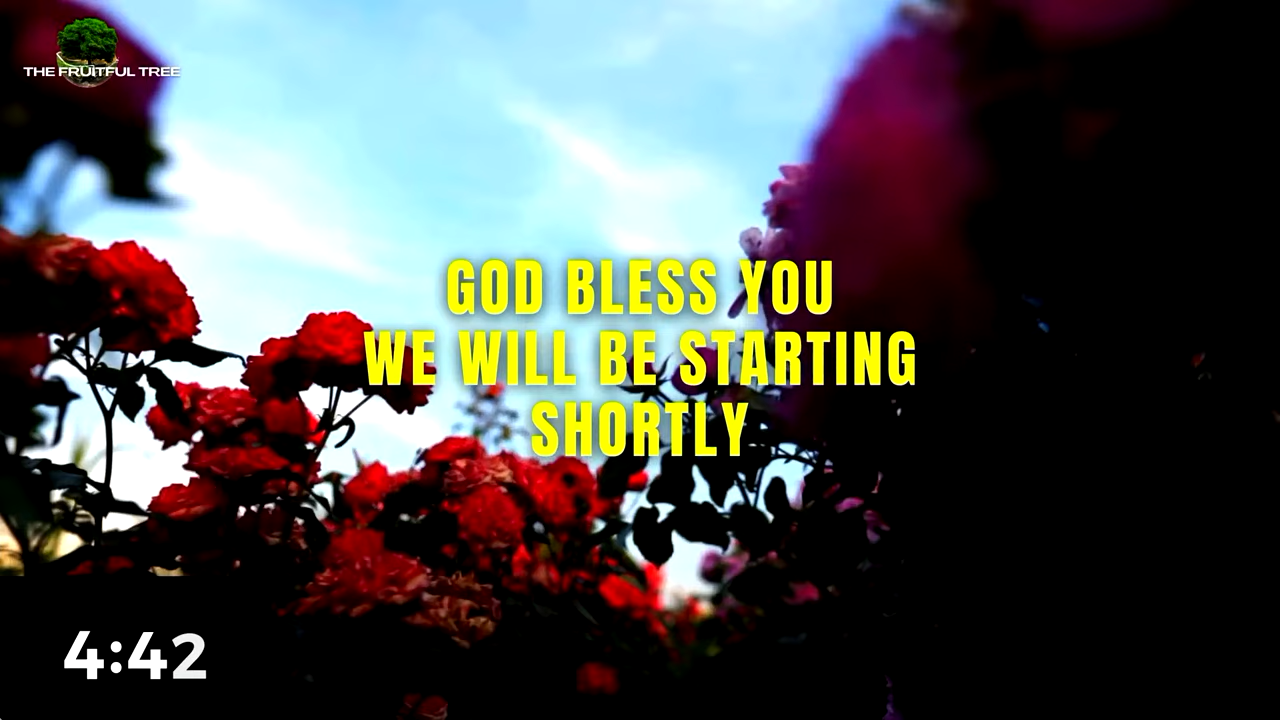 THE FRUITFUL TREE
GOD BLESS YOU
WE WILL BE STARTING
SHORTLY
4:42